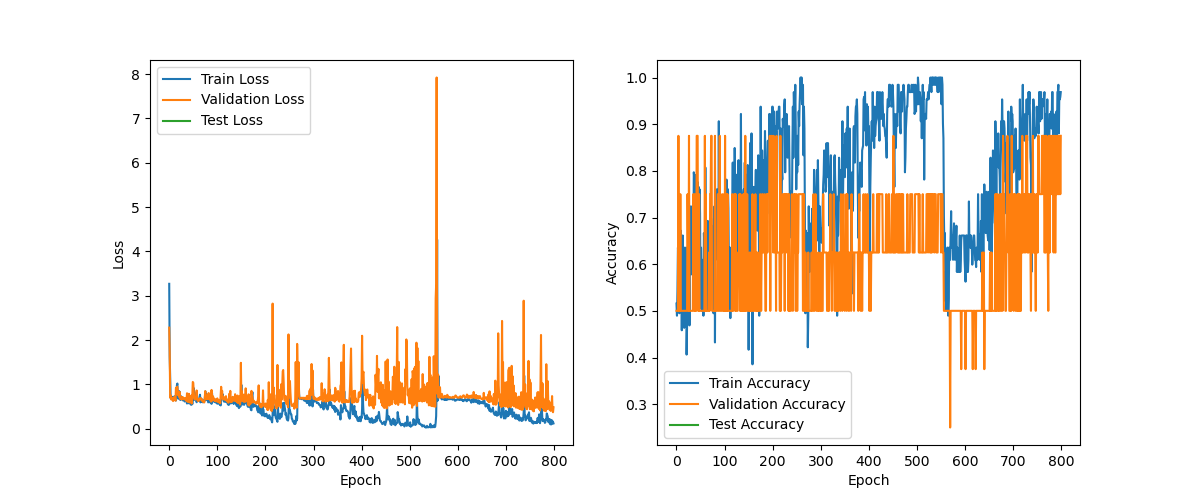 Train Loss
Validation Loss
Test Loss
8
7
6
5
4
3
2
1
0
Loss
0 100 200 300 400 500 600 700 800
Epoch
1.0
0.9
0.8
0.7
0.6
0.5
0.4
0.3
Accuracy
Train Accuracy
Validation Accuracy
Test Accuracy
0 100 200 300 400 500 600 700 800
Epoch